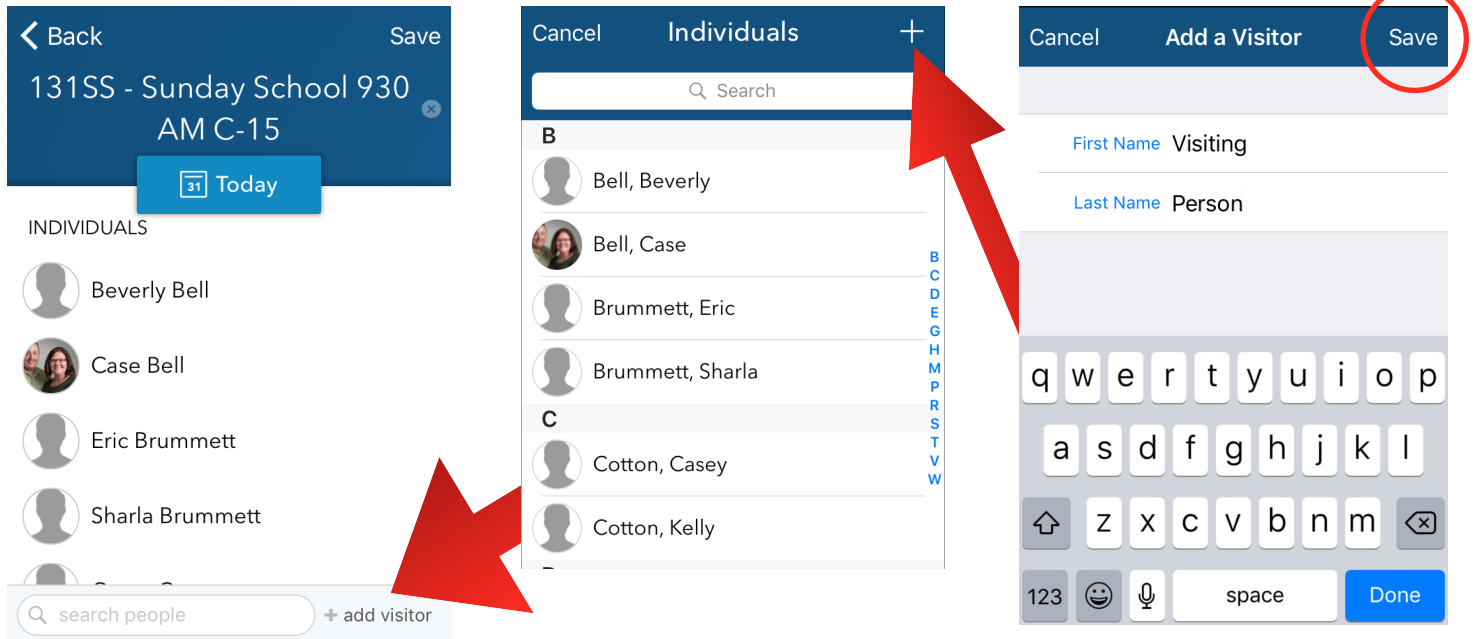 Back
Save
131SS - Sunday School 930
AM C-15
31 Today
INDIVIDUALS
Beverly Bell
Case Bell
Eric Brummett
Sharla Brummett
search people
+ add visitor
Cancel
Individuals
+
Search
B
Bell, Beverly
Bell, Case
Brummett, Eric
Brummett, Sharla
C
Cotton, Casey
Cotton, Kelly
B
C
D
E
G
H
M
P
R
S
T
V
W
Cancel
Add a Visitor
Save
First Name Visiting
Last Name Person
q w e r t y u i o p
a s d f g h j k l
z x c v b n m
123 space Done